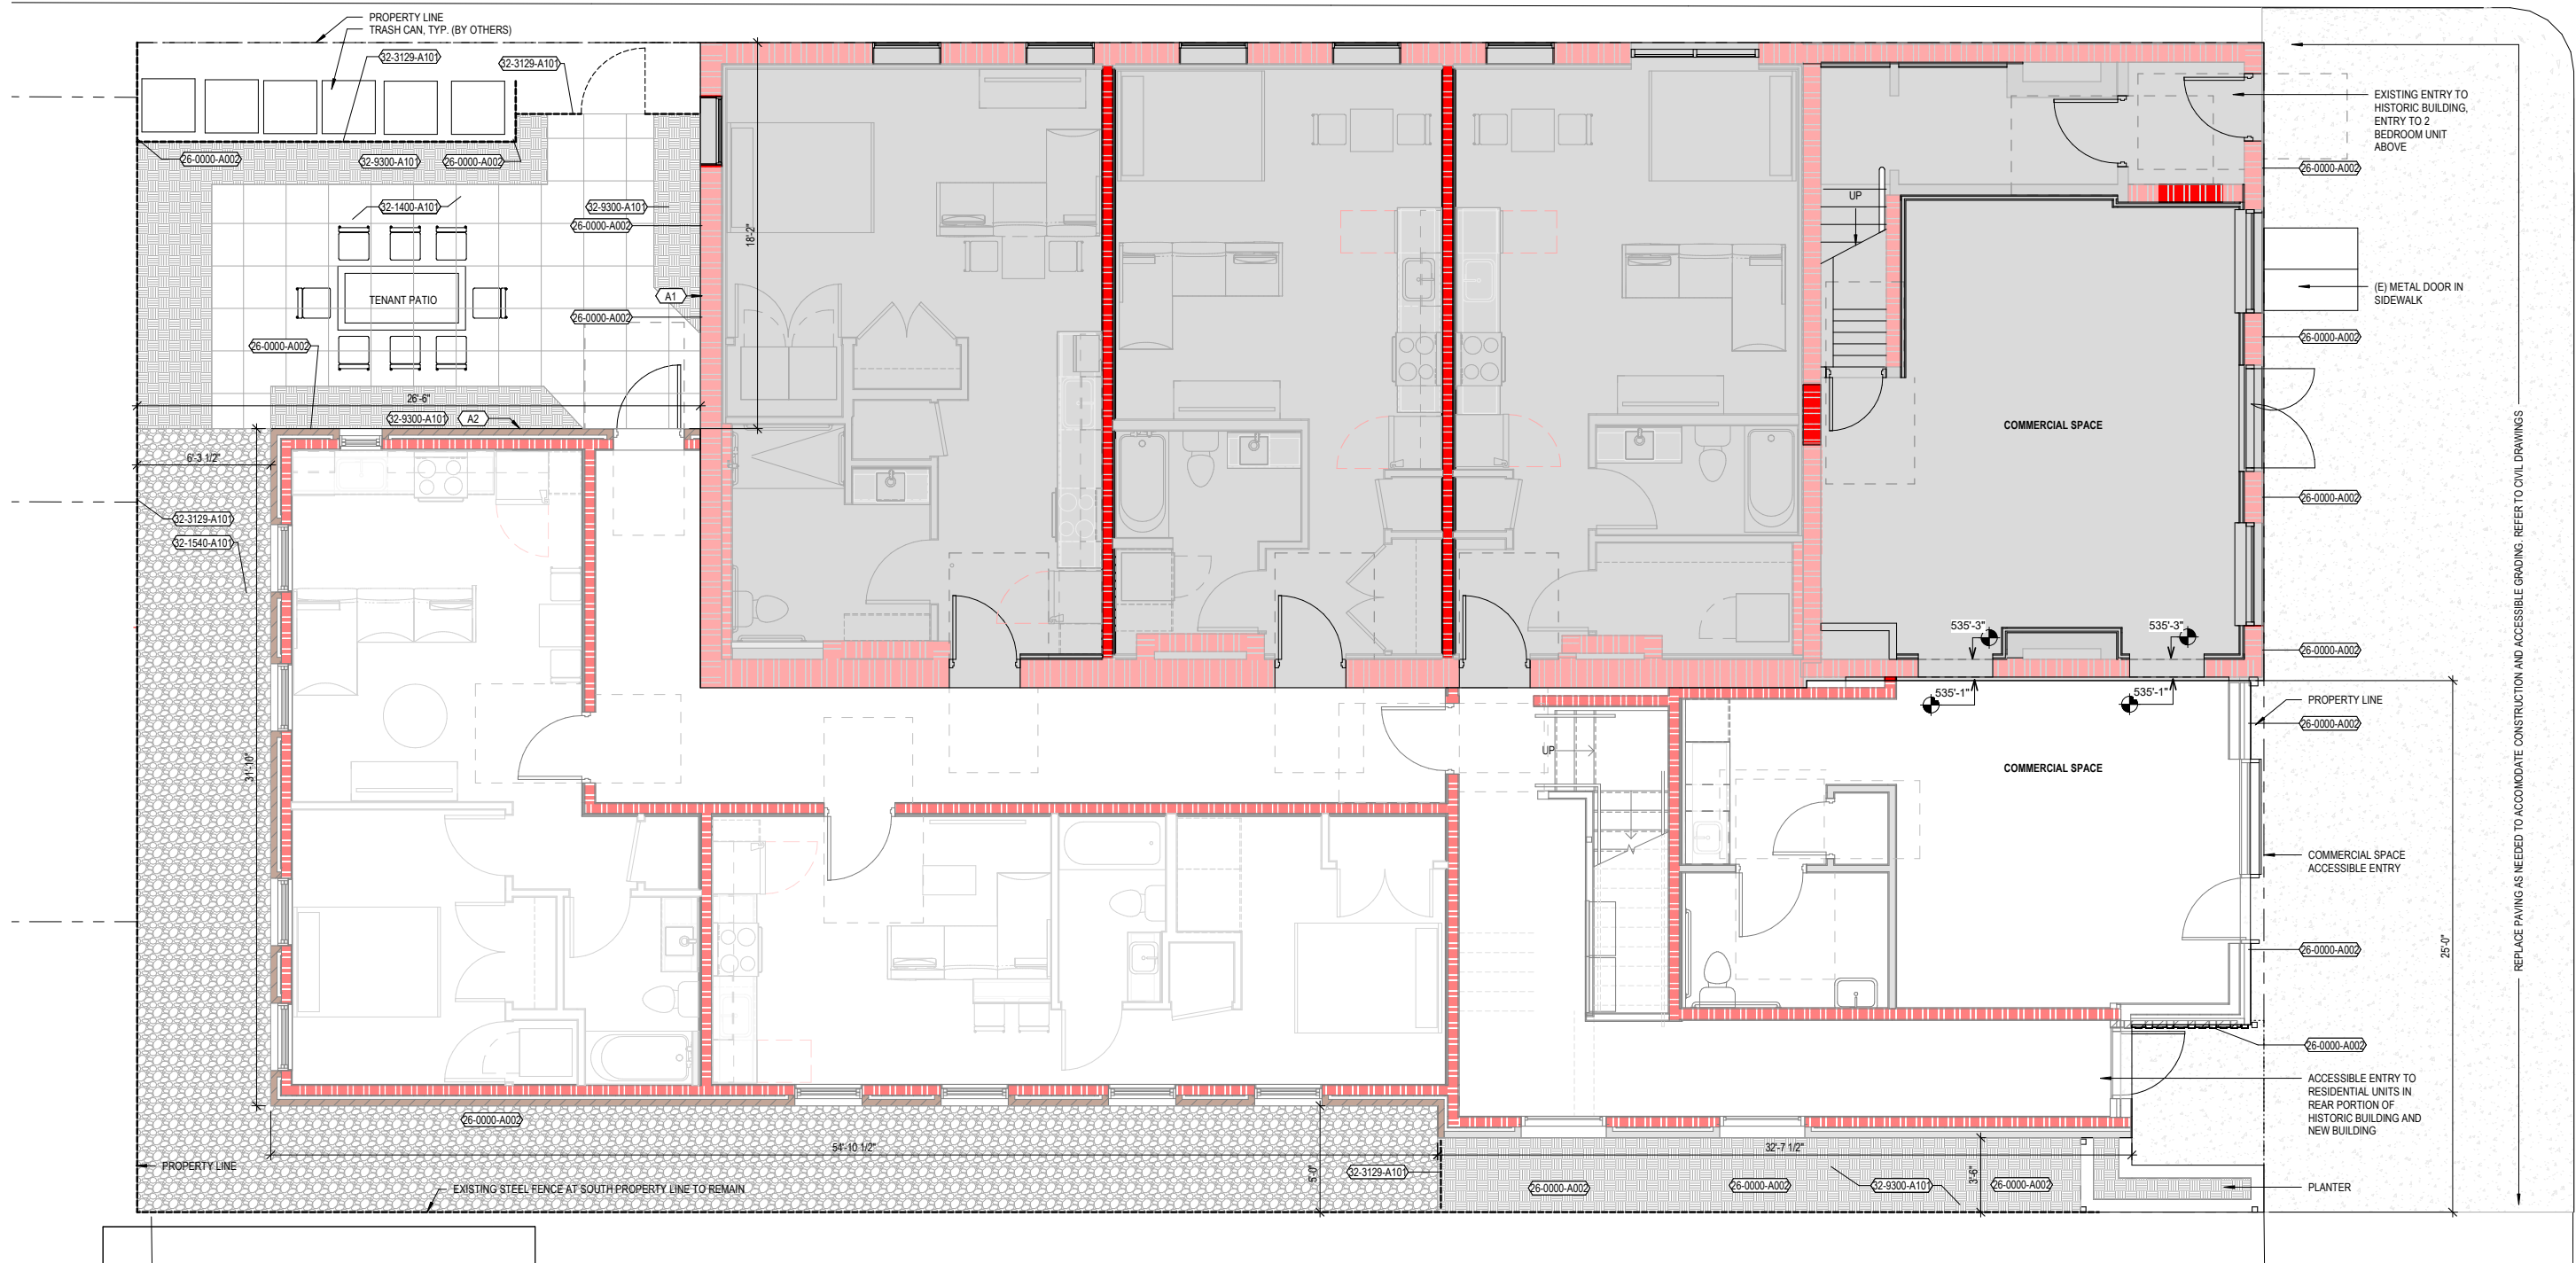 PROPERTY LINE
TRASH CAN, TYP. (BY OTHERS)
32-3129-A101
32-3129-A101
26-0000-A002
32-9300-A101
26-0000-A002
32-1400-A101
32-9300-A101
26-0000-A002
18'-2"
A1
TENANT PATIO
26-0000-A002
26-0000-A002
26'-6"
32-9300-A101
A2
6'-3 1/2"
32-3129-A101
32-1540-A101
31'-10"
UP
COMMERCIAL SPACE
EXISTING ENTRY TO
HISTORIC BUILDING,
ENTRY TO 2
BEDROOM UNIT
ABOVE
26-0000-A002
(E) METAL DOOR IN
SIDEWALK
26-0000-A002
26-0000-A002
535'-3"
535'-3"
26-0000-A002
535'-1"
535'-1"
PROPERTY LINE
26-0000-A002
UP
COMMERCIAL SPACE
COMMERCIAL SPACE
ACCESSIBLE ENTRY
26-0000-A002
25'-0"
REPLACE PAVING AS NEEDED TO ACCOMODATE CONSTRUCTION AND ACCESSIBLE GRADING. REFER TO CIVIL DRAWINGS
26-0000-A002
ACCESSIBLE ENTRY TO
RESIDENTIAL UNITS IN
REAR PORTION OF
HISTORIC BUILDING AND
NEW BUILDING
26-0000-A002
54'-10 1/2"
32'-7 1/2"
PROPERTY LINE
32-3129-A101
5'-0"
26-0000-A002
26-0000-A002
32-9300-A101
3'-6"
26-0000-A002
PLANTER
EXISTING STEEL FENCE AT SOUTH PROPERTY LINE TO REMAIN